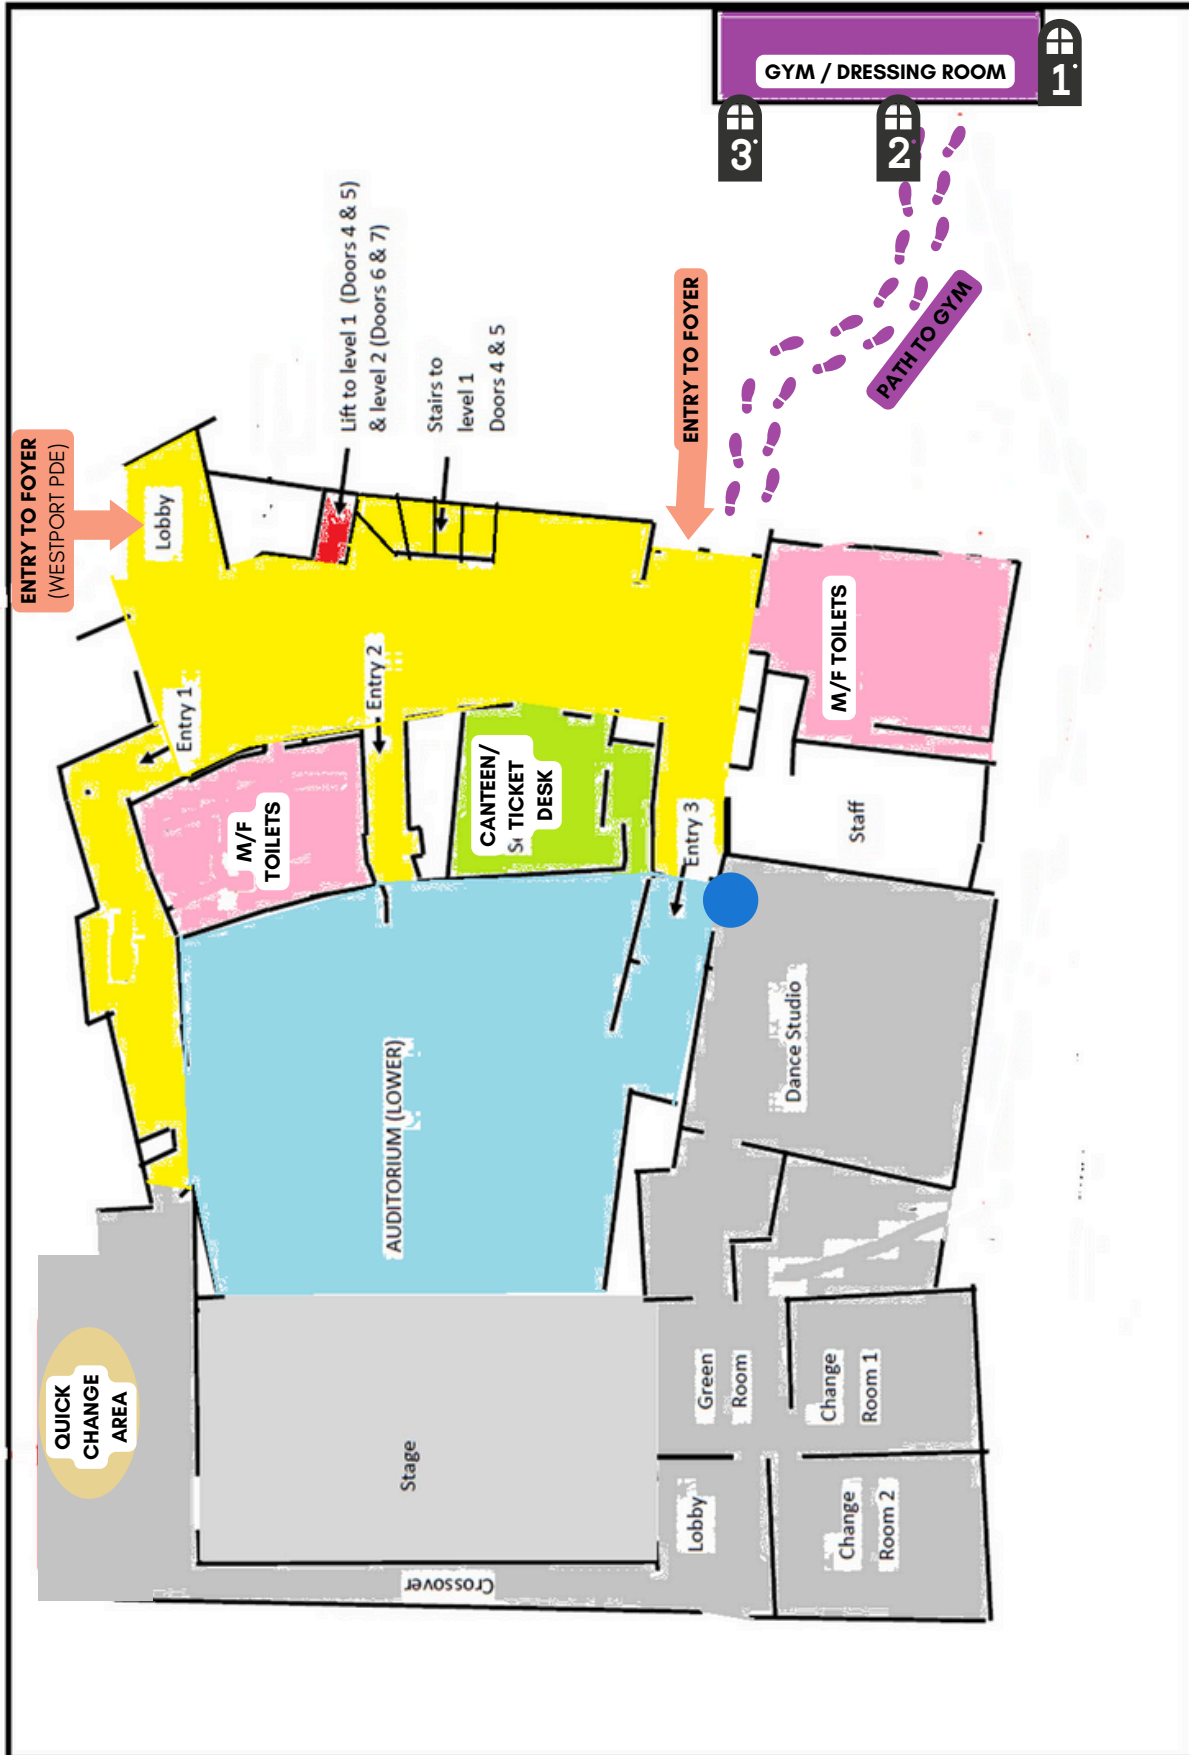 GYM / DRESSING ROOM
1
2
3
Lift to level 1 (Doors 4 & 5)
& level 2 (Doors 6 & 7)
Stairs to
level 1
Doors 4 & 5
ENTRY TO FOYER
PATH TO GYM
ENTRY TO FOYER
(WESTPORT PDE)
Lobby
Entry 1
Entry 2
M/F TOILETS
M/F
TOILETS
CANTEEN/
TICKET
DESK
Entry 3
Staff
Dance Studio
AUDITORIUM (LOWER)
QUICK
CHANGE
AREA
Stage
Green
Room
Change
Room 1
Lobby
Change
Room 2
Crossover